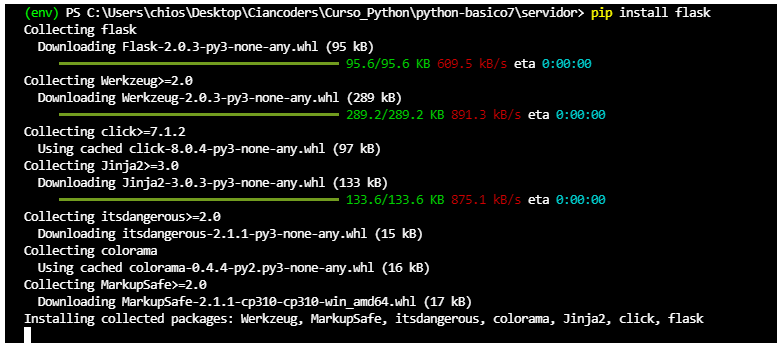 (env) PS C:\Users\chios\Desktop\Ciancoders\Curso_Python\python-basico7\servidor> pip install flask
Collecting flask
Downloading Flask-2.0.3-py3-none-any.whl (95 kB)
95.6/95.6 KB 609.5 kB/s eta 0:00:00
Collecting Werkzeug>=2.0
Downloading Werkzeug-2.0.3-py3-none-any.whl (289 kB)
289.2/289.2 KB 891.3 kB/s eta 0:00:00
Collecting click>=7.1.2
Using cached click-8.0.4-py3-none-any.whl (97 kB)
Collecting Jinja2>=3.0
Downloading Jinja2-3.0.3-py3-none-any.whl (133 kB)
133.6/133.6 KB 875.1 kB/s eta 0:00:00
Collecting itsdangerous>=2.0
Downloading itsdangerous-2.1.1-py3-none-any.whl (15 kB)
Collecting colorama
Using cached colorama-0.4.4-py2.py3-none-any.whl (16 kB)
Collecting MarkupSafe>=2.0
Downloading MarkupSafe-2.1.1-cp310-cp310-win_amd64.whl (17 kB)
Installing collected packages: Werkzeug, MarkupSafe, itsdangerous, colorama, Jinja2, click, flask